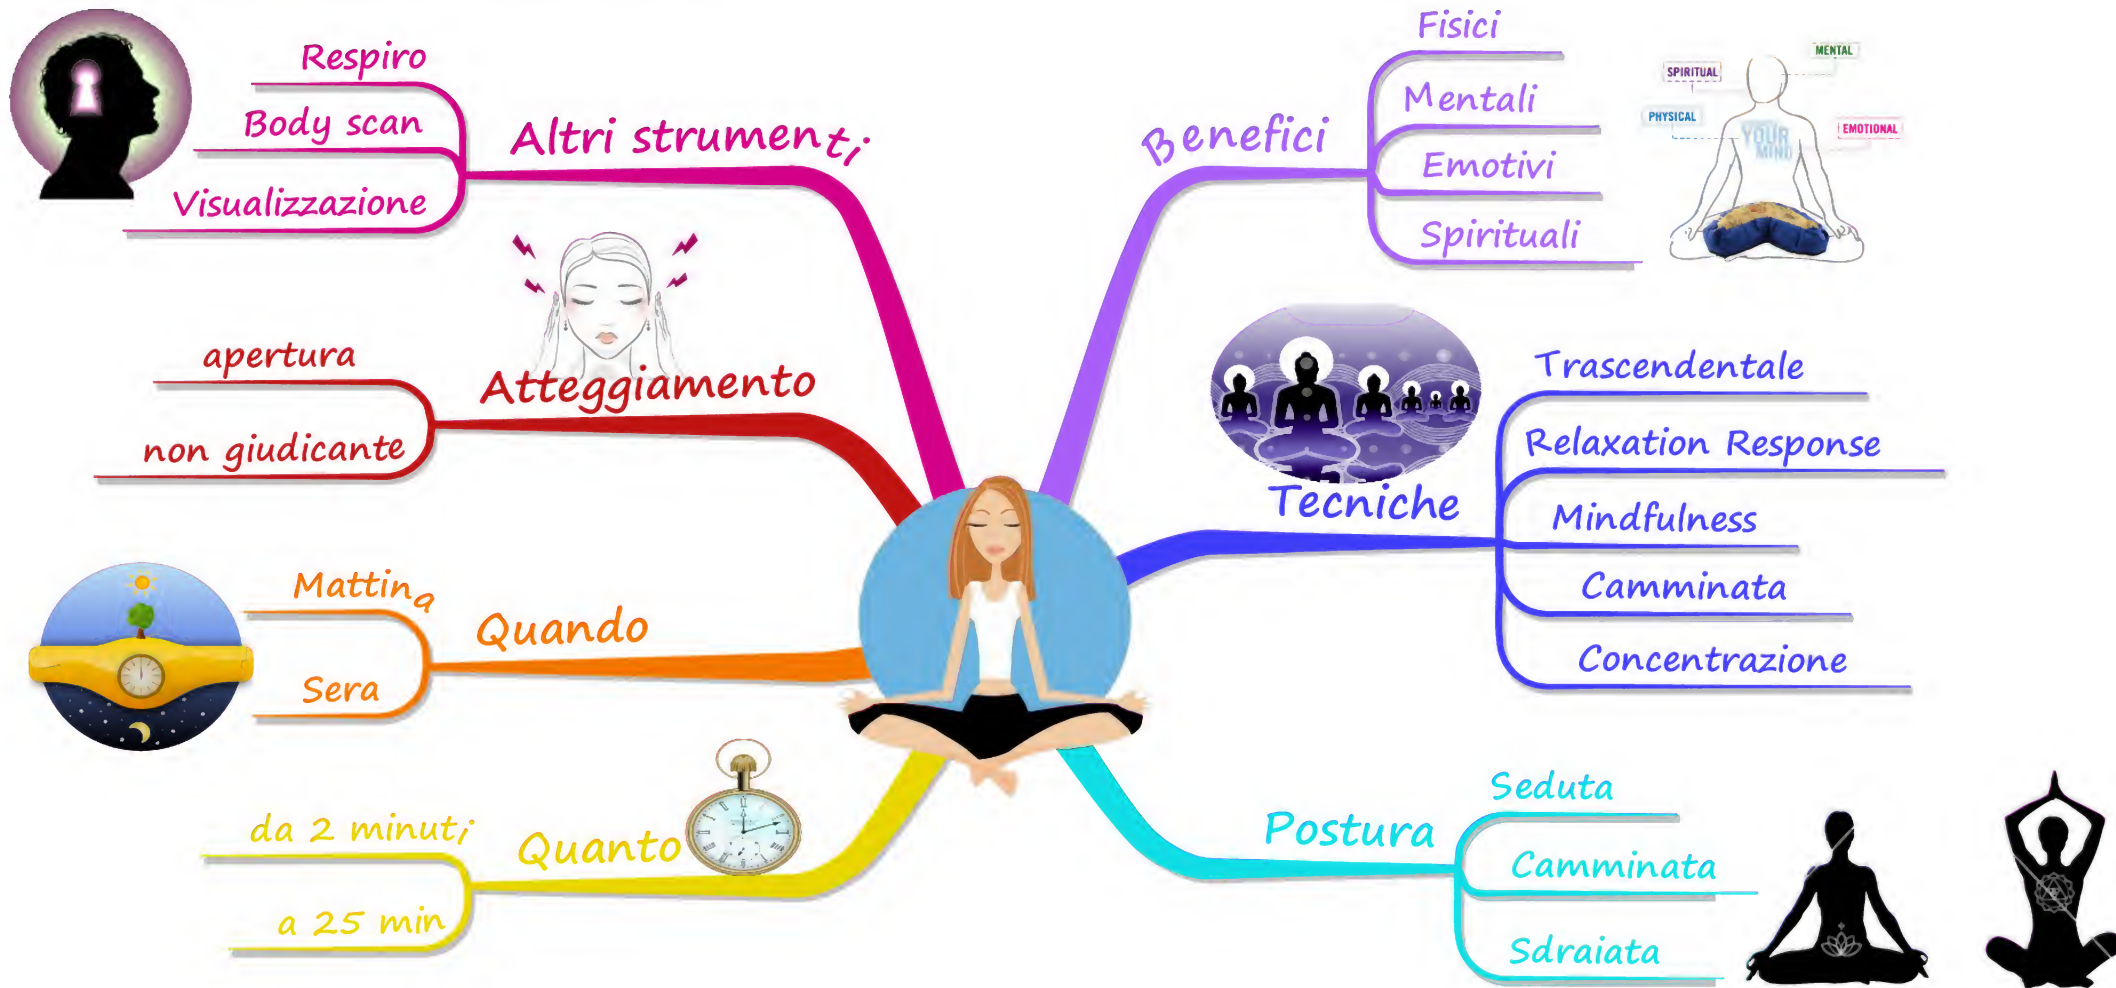 Altri strumenti
Respiro
Body scan
Visualizzazione
Atteggiamento
apertura
non giudicante
Quando
Mattina
Sera
Quanto
da 2 minuti
a 25 min
Benefici
Fisici
Mentali
Emotivi
Spirituali
MENTAL
SPIRITUAL
PHYSICAL
EMOTIONAL
YOUR
MIND
Tecniche
Trascendentale
Relaxation Response
Mindfulness
Camminata
Concentrazione
Postura
Seduta
Camminata
Sdraiata